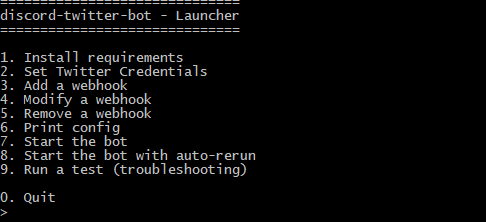 ==============================
discord-twitter-bot - Launcher
==============================
1. Install requirements
2. Set Twitter Credentials
3. Add a webhook
4. Modify a webhook
5. Remove a webhook
6. Print config
7. Start the bot
8. Start the bot with auto-rerun
9. Run a test (troubleshooting)
0. Quit
>